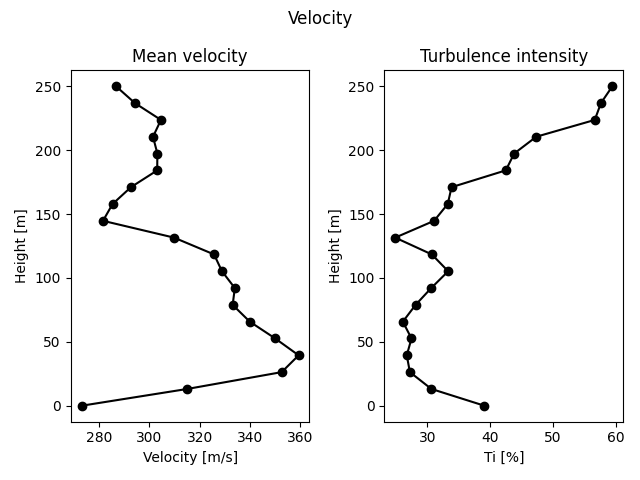 Velocity
Mean velocity
Turbulence intensity
250
200
150
100
50
0
Height [m]
280 300 320 340 360
Velocity [m/s]
250
200
150
100
50
0
Height [m]
30 40 50 60
Ti [%]